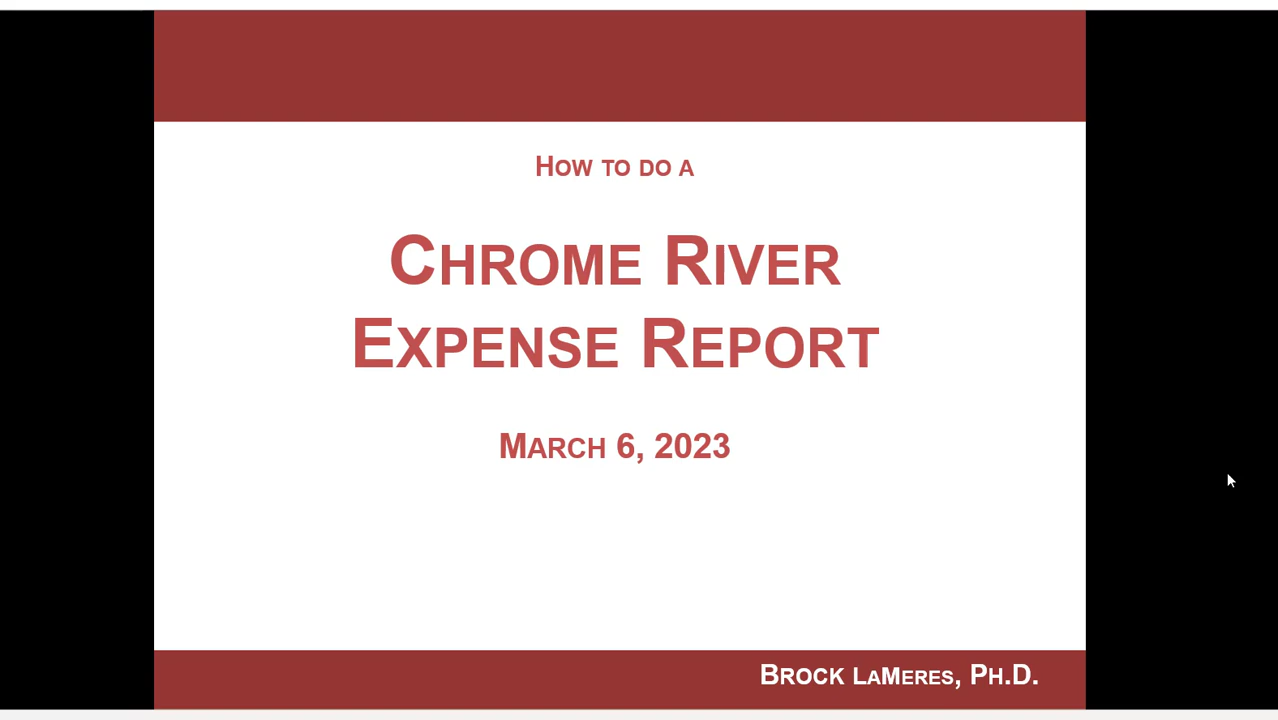 How to do a
Chrome River
Expense Report
March 6, 2023
Brock LaMeres, Ph.D.